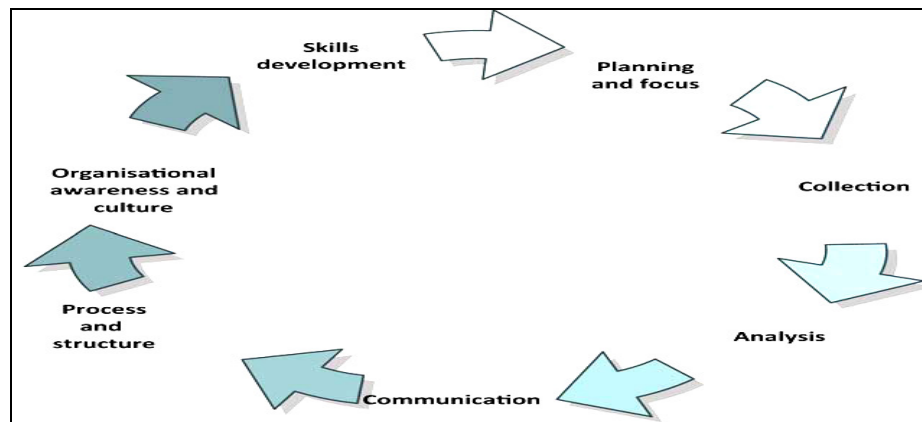 Skills
development
Planning
and focus
Collection
Analysis
Communication
Process
and
structure
Organisational
awareness and
culture